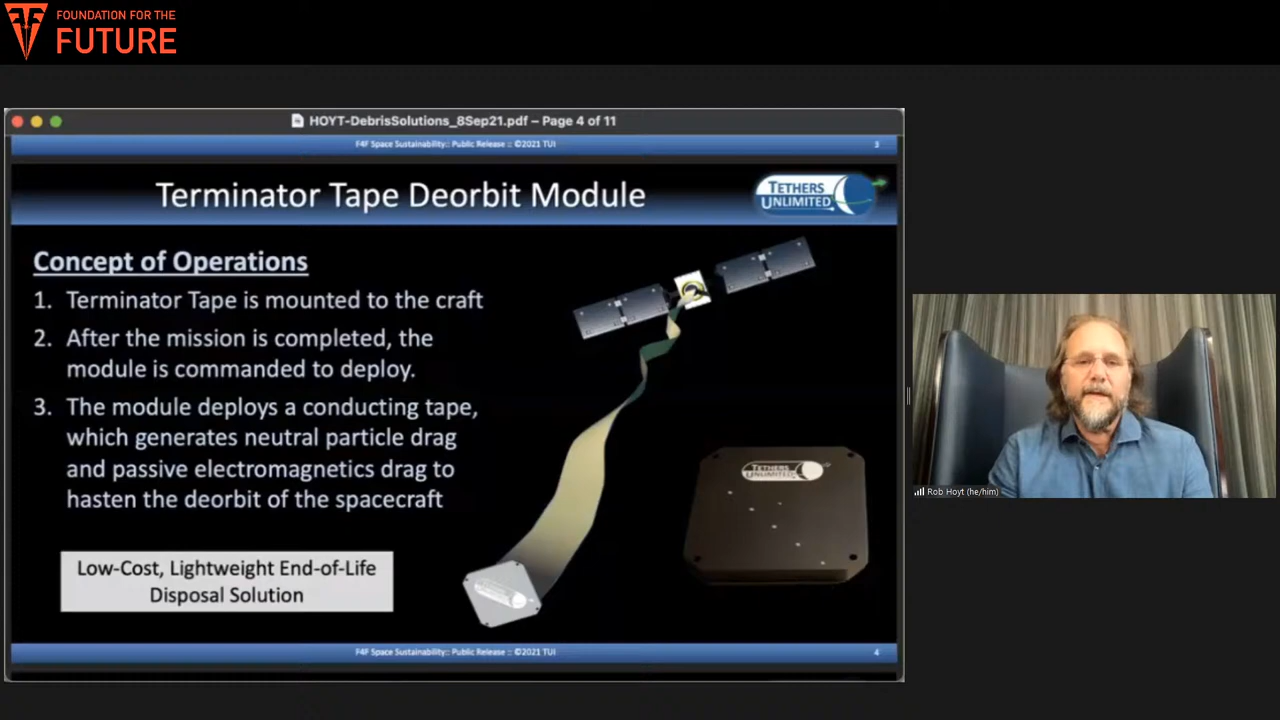 FOUNDATION FOR THE
FUTURE
HOYT-DebrisSolutions_8Sep21.pdf – Page 4 of 11
F4F Space Sustainability:: Public Release :: ©2021 TUI
3
Terminator Tape Deorbit Module
TETHERS
UNLIMITED
Concept of Operations
1. Terminator Tape is mounted to the craft
2. After the mission is completed, the
module is commanded to deploy.
3. The module deploys a conducting tape,
which generates neutral particle drag
and passive electromagnetics drag to
hasten the deorbit of the spacecraft
TETHERS
UNLIMITED
Low-Cost, Lightweight End-of-Life
Disposal Solution
Rob Hoyt (he/him)
F4F Space Sustainability:: Public Release :: ©2021 TUI
4